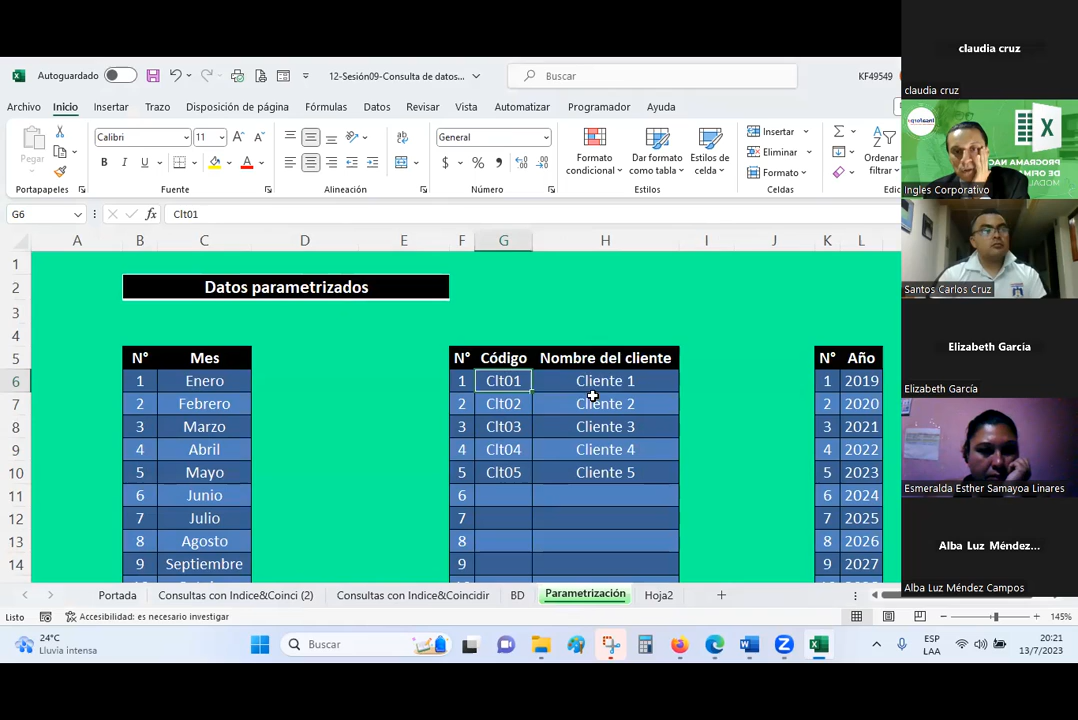 Autoguardado
12-Sesión09-Consulta de datos...
Buscar
KF49549
Archivo Inicio Insertar Trazo Disposición de página Fórmulas Datos Revisar Vista Automatizar Programador Ayuda
Pegar
Calibri 11
N K S
General
$ % 000
Formato condicional
Dar formato como tabla
Estilos de celda
Insertar
Eliminar
Formato
Ordenar filtrar
Portapapeles Fuente Alineación Número Estilos Celdas
G6
fx
Clt01
A B C D E F G H I J K L
1
2 Datos parametrizados
3
4
5 N° Mes N° Código Nombre del cliente N° Año
6 1 Enero 1 Clt01 Cliente 1 1 2019
7 2 Febrero 2 Clt02 Cliente 2 2 2020
8 3 Marzo 3 Clt03 Cliente 3 3 2021
9 4 Abril 4 Clt04 Cliente 4 4 2022
10 5 Mayo 5 Clt05 Cliente 5 5 2023
11 6 Junio 6 6 2024
12 7 Julio 7 7 2025
13 8 Agosto 8 8 2026
14 9 Septiembre 9 9 2027
Portada Consultas con Indice&Coinci (2) Consultas con Indice&Coincidir BD Parametrización Hoja2
Listo
Accesibilidad: es necesario investigar
145%
24°C
Lluvia intensa
Buscar
ESP
LAA
20:21
13/7/2023
claudia cruz
claudia cruz
Ingles Corporativo
Santos Carlos Cruz
Elizabeth García
Elizabeth García
Esmeralda Esther Samayoa Linares
Alba Luz Méndez...
Alba Luz Méndez Campos